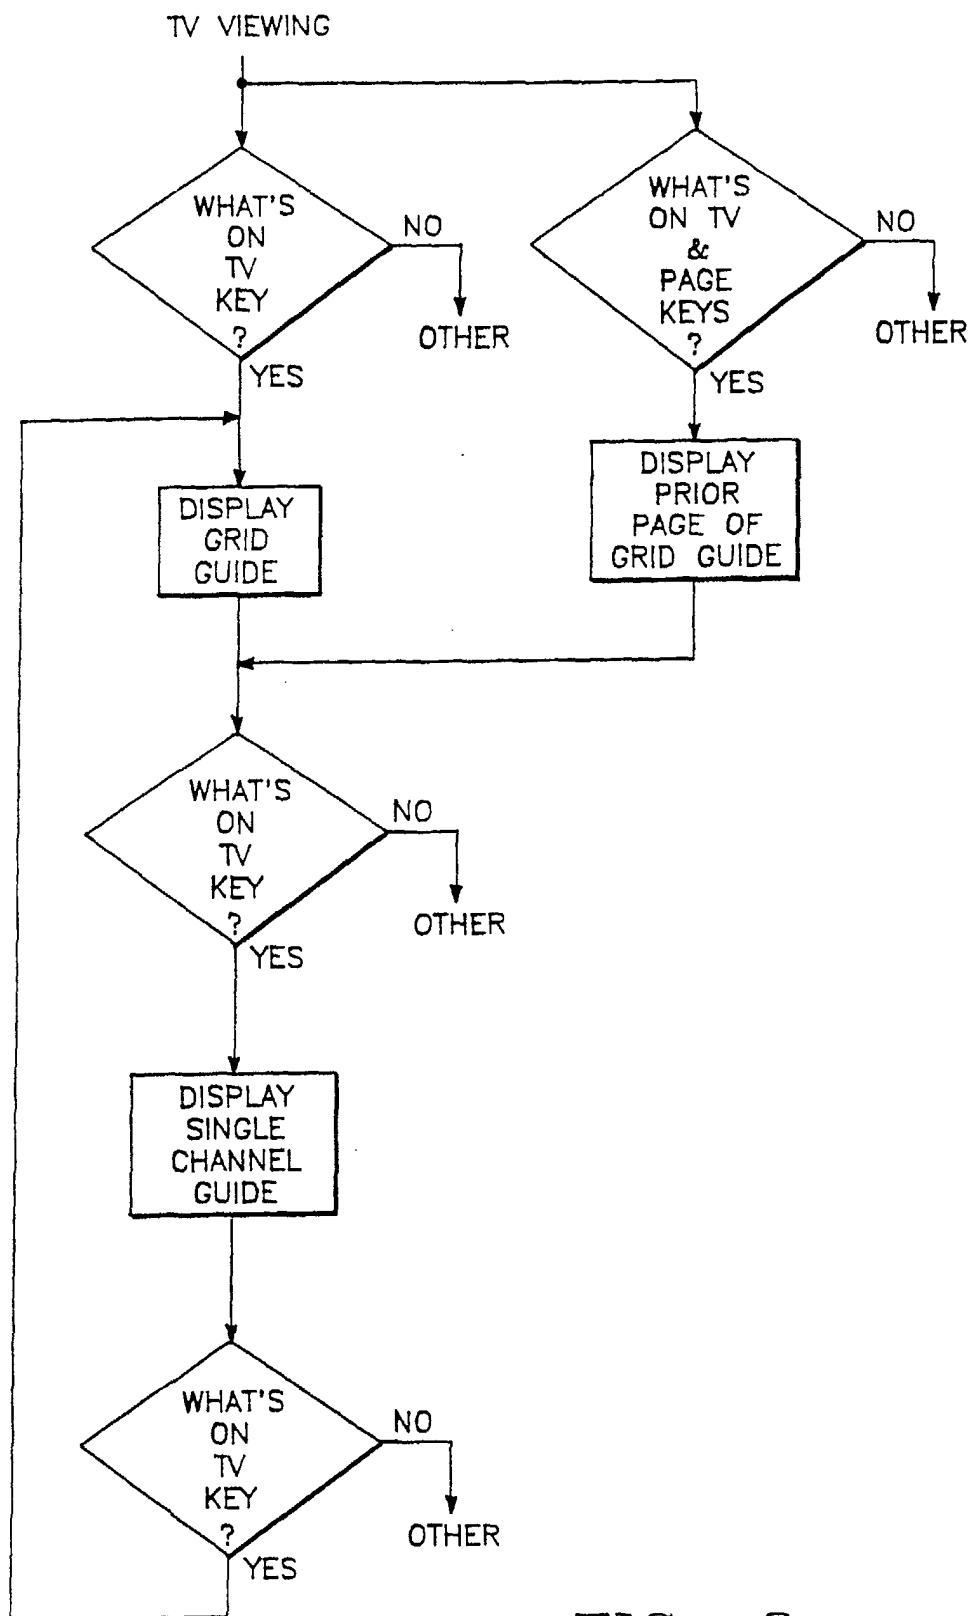 TV VIEWING
WHAT'S
ON
TV
KEY
?
NO
OTHER
YES
WHAT'S
ON TV
&
PAGE
KEYS
?
NO
OTHER
YES
DISPLAY
GRID
GUIDE
DISPLAY
PRIOR
PAGE OF
GRID GUIDE
WHAT'S
ON
TV
KEY
?
NO
OTHER
YES
DISPLAY
SINGLE
CHANNEL
GUIDE
WHAT'S
ON
TV
KEY
?
NO
OTHER
YES